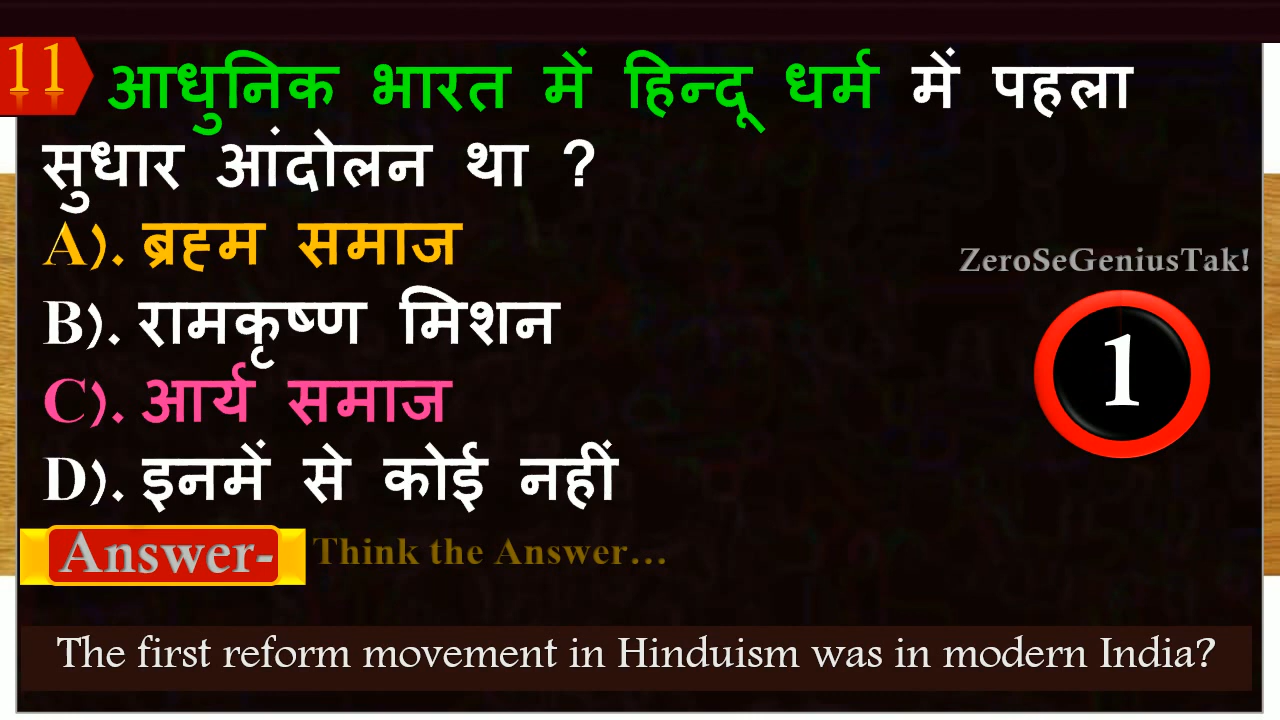 11 आधुनिक भारत में हिन्दू धर्म में पहला
सुधार आंदोलन था ?
A). ब्रह्म समाज
ZeroSeGeniusTak!
B). रामकृष्ण मिशन
1
C). आर्य समाज
D). इनमें से कोई नहीं
Answer- Think the Answer...
The first reform movement in Hinduism was in modern India?